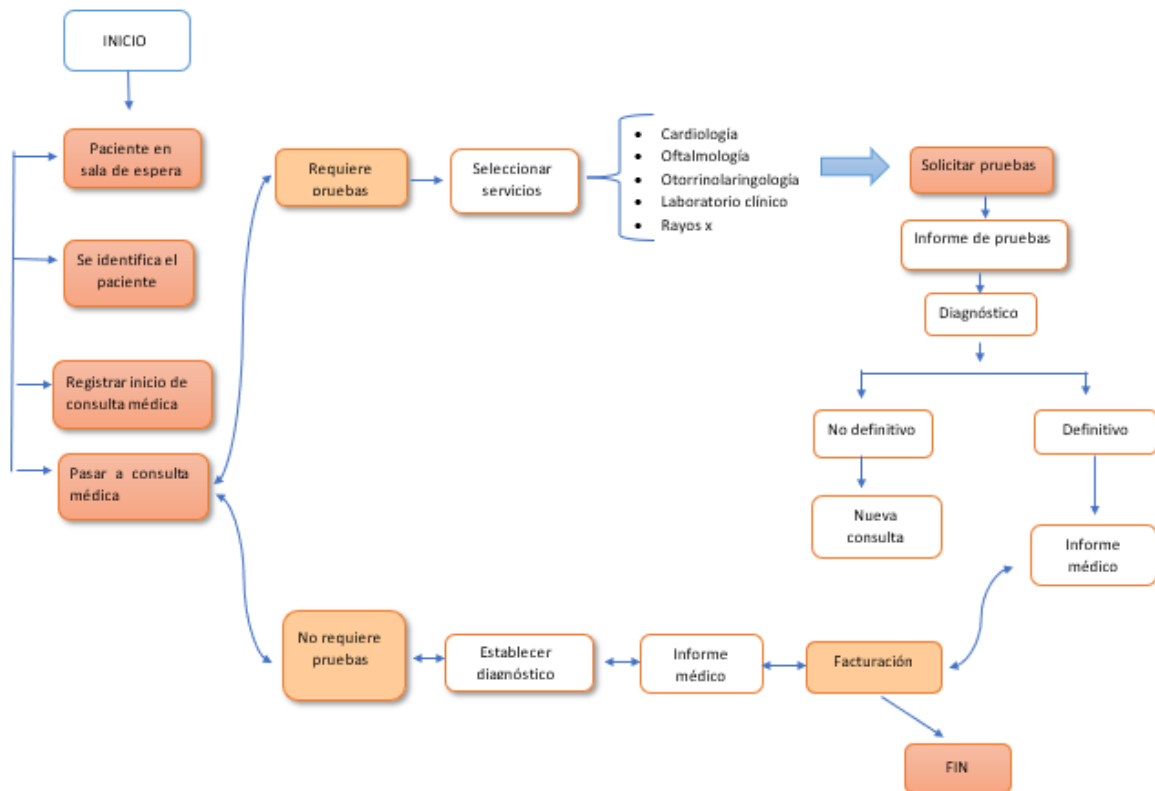 INICIO
Paciente en
sala de espera
Se identifica el
paciente
Registrar inicio de
consulta médica
Pasar a consulta
médica
Requiere
oruebas
Seleccionar
servicios
• Cardiología
• Oftalmología
• Otorrinolaringología
• Laboratorio clínico
• Rayos x
Solicitar pruebas
Informe de pruebas
Diagnóstico
No definitivo
Definitivo
Nueva
consulta
Informe
médico
No requiere
pruebas
Establecer
diagnóstico
Informe
médico
Facturación
FIN